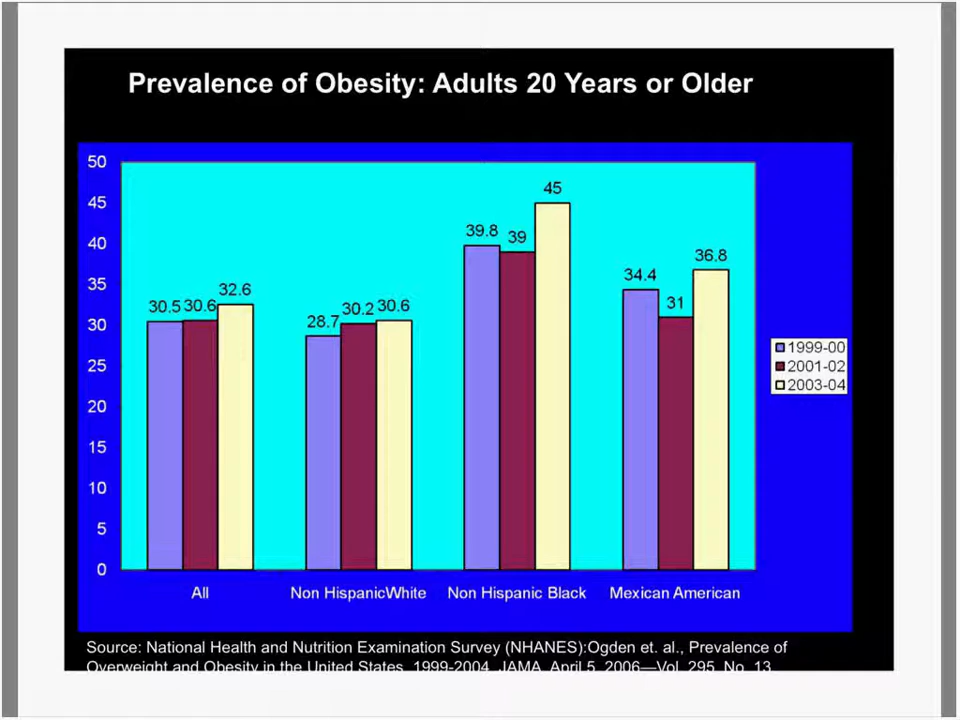 Prevalence of Obesity: Adults 20 Years or Older
50
45
40
35
30
25
20
15
10
5
0
30.5 30.6 32.6
28.7 30.2 30.6
39.8 39 45
34.4 31 36.8
All
Non HispanicWhite
Non Hispanic Black
Mexican American
1999-00
2001-02
2003-04
Source: National Health and Nutrition Examination Survey (NHANES):Ogden et. al., Prevalence of
Overweight and Obesity in the United States, 1999-2004. JAMA, April 5, 2006—Vol. 295, No. 13